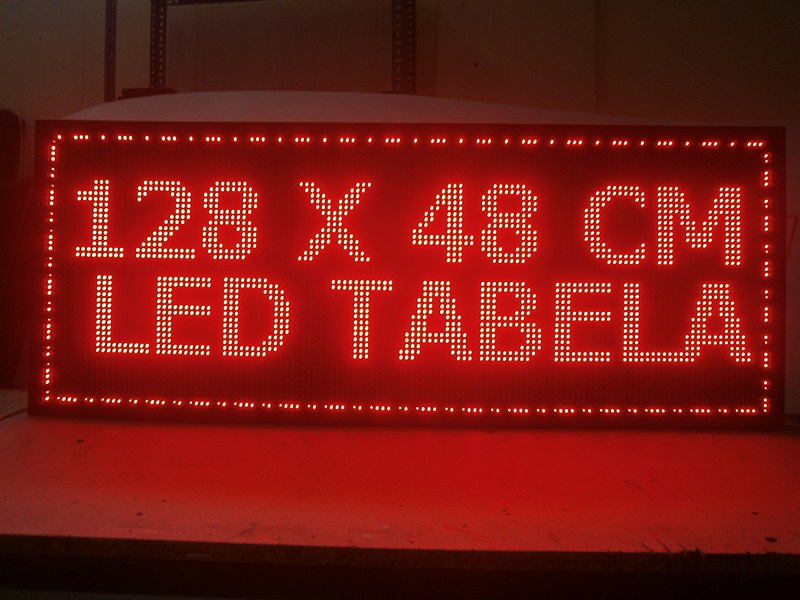 128 X 48 CM
LED TABELA